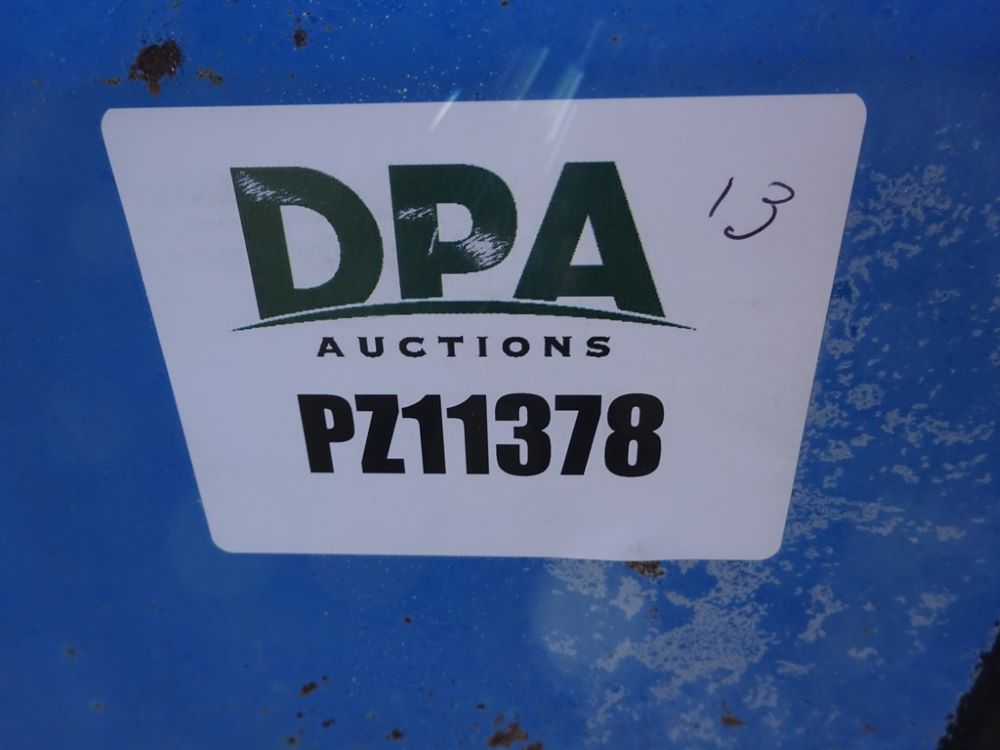 DPA
13
AUCTIONS
PZ11378